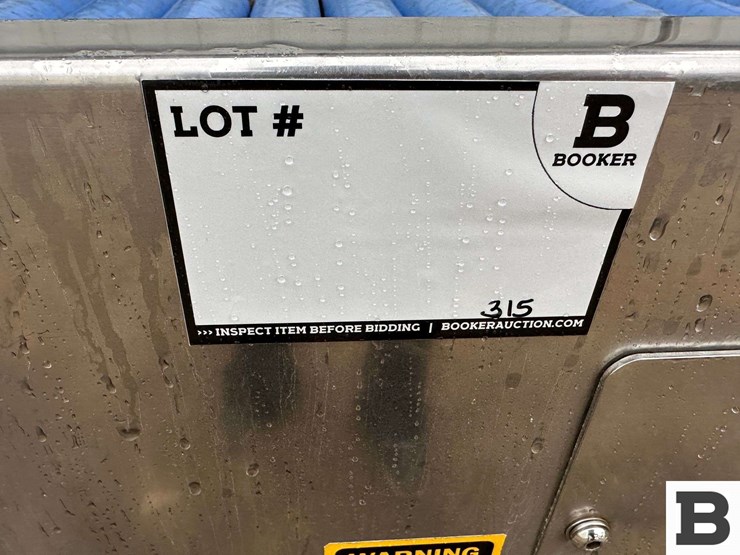 LOT #
B
BOOKER
315
>>> INSPECT ITEM BEFORE BIDDING | BOOKERAUCTION.COM
WARNING
B